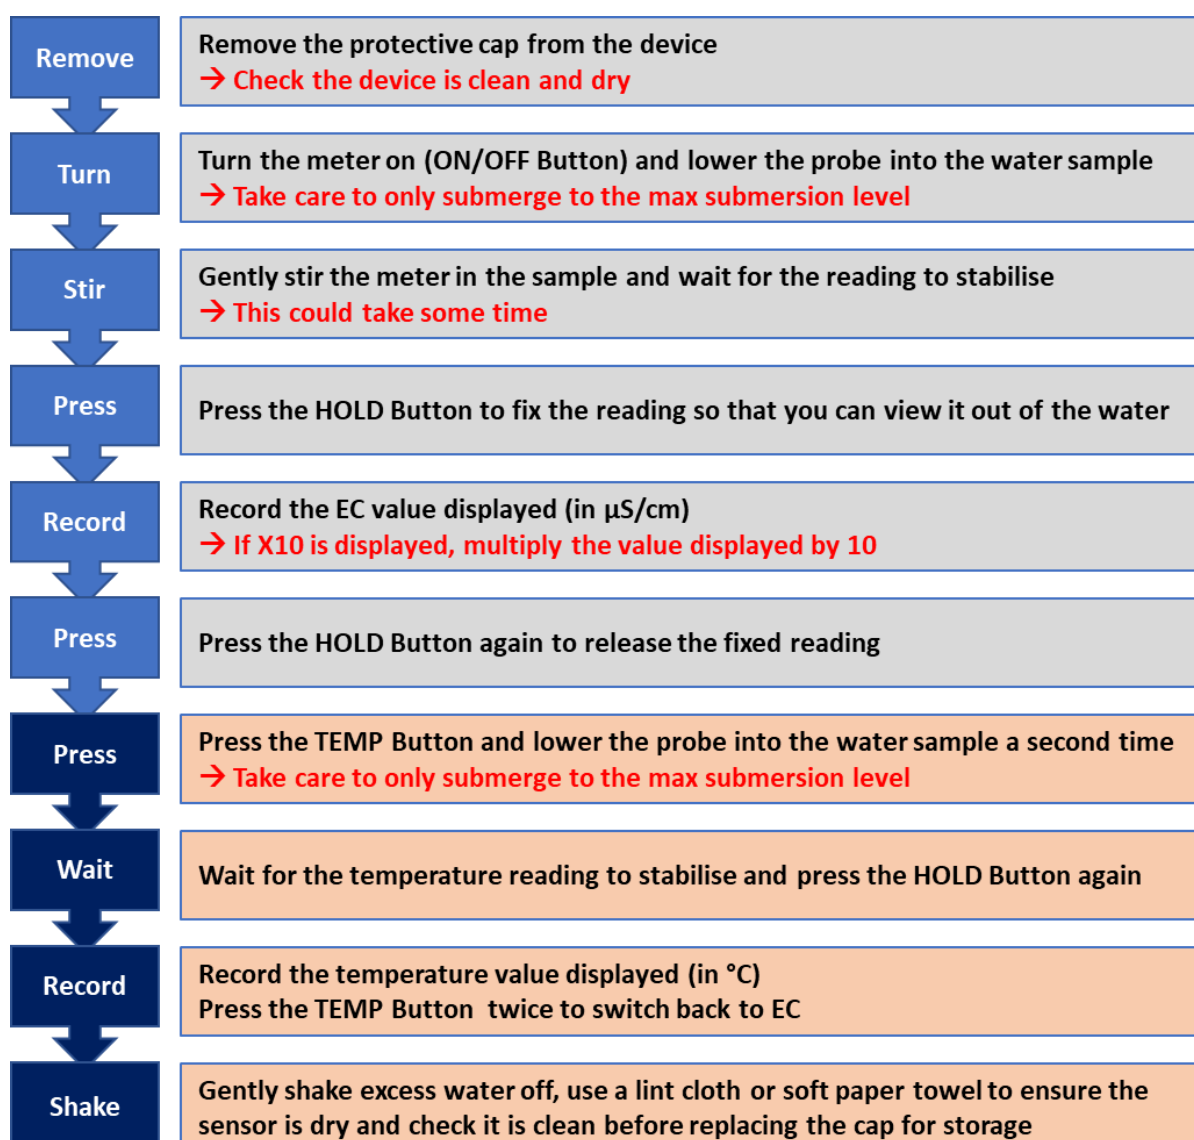 Remove
Remove the protective cap from the device
→ Check the device is clean and dry
Turn
Turn the meter on (ON/OFF Button) and lower the probe into the water sample
→ Take care to only submerge to the max submersion level
Stir
Gently stir the meter in the sample and wait for the reading to stabilise
→ This could take some time
Press
Press the HOLD Button to fix the reading so that you can view it out of the water
Record
Record the EC value displayed (in µS/cm)
→ If X10 is displayed, multiply the value displayed by 10
Press
Press the HOLD Button again to release the fixed reading
Press
Press the TEMP Button and lower the probe into the water sample a second time
→ Take care to only submerge to the max submersion level
Wait
Wait for the temperature reading to stabilise and press the HOLD Button again
Record
Record the temperature value displayed (in °C)
Press the TEMP Button twice to switch back to EC
Shake
Gently shake excess water off, use a lint cloth or soft paper towel to ensure the
sensor is dry and check it is clean before replacing the cap for storage